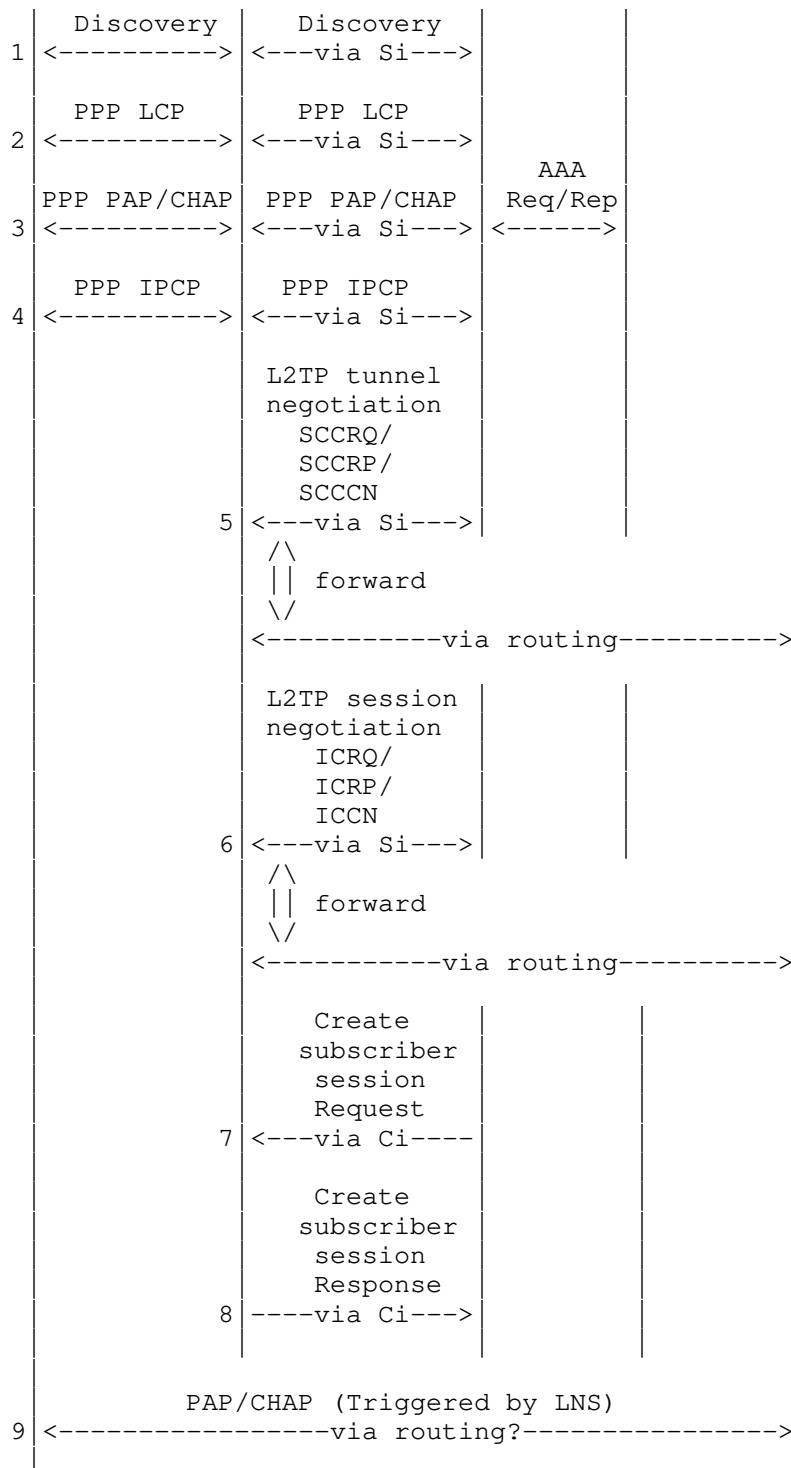 Discovery Discovery
1 <----------> <---via Si--->
PPP LCP PPP LCP
2 <----------> <---via Si--->
AAA
PPP PAP/CHAP PPP PAP/CHAP Req/Rep
3 <----------> <---via Si---> <------>
PPP IPCP PPP IPCP
4 <----------> <---via Si--->
L2TP tunnel
negotiation
SCCRQ/
SCCRP/
SCCCN
5 <---via Si--->
/\
|| forward
\/
<-----------via routing---------->
L2TP session
negotiation
ICRQ/
ICRP/
ICCN
6 <---via Si--->
/\
|| forward
\/
<-----------via routing---------->
Create
subscriber
session
Request
7 <---via Ci----
Create
subscriber
session
Response
8 ----via Ci--->
PAP/CHAP (Triggered by LNS)
9 <-----------------via routing?---------------->